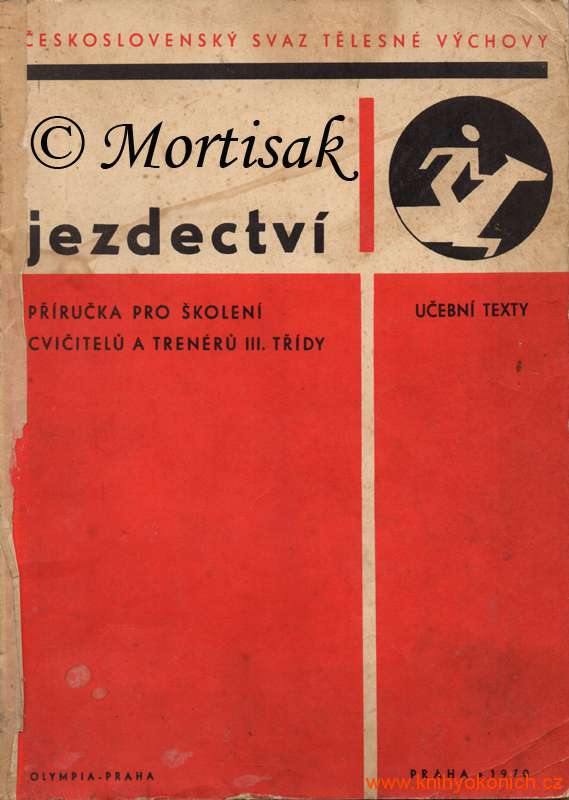 ČESKOSLOVENSKÝ SVAZ TĚLESNÉ VÝCHOVY
© Mortisak
jezdectví
PŘÍRUČKA PRO ŠKOLENÍ
CVIČITELŮ A TRENÉRŮ III. TŘÍDY
UČEBNÍ TEXTY
OLYMPIA-PRAHA
PRAHA • 1970
www.knihyokonich.cz